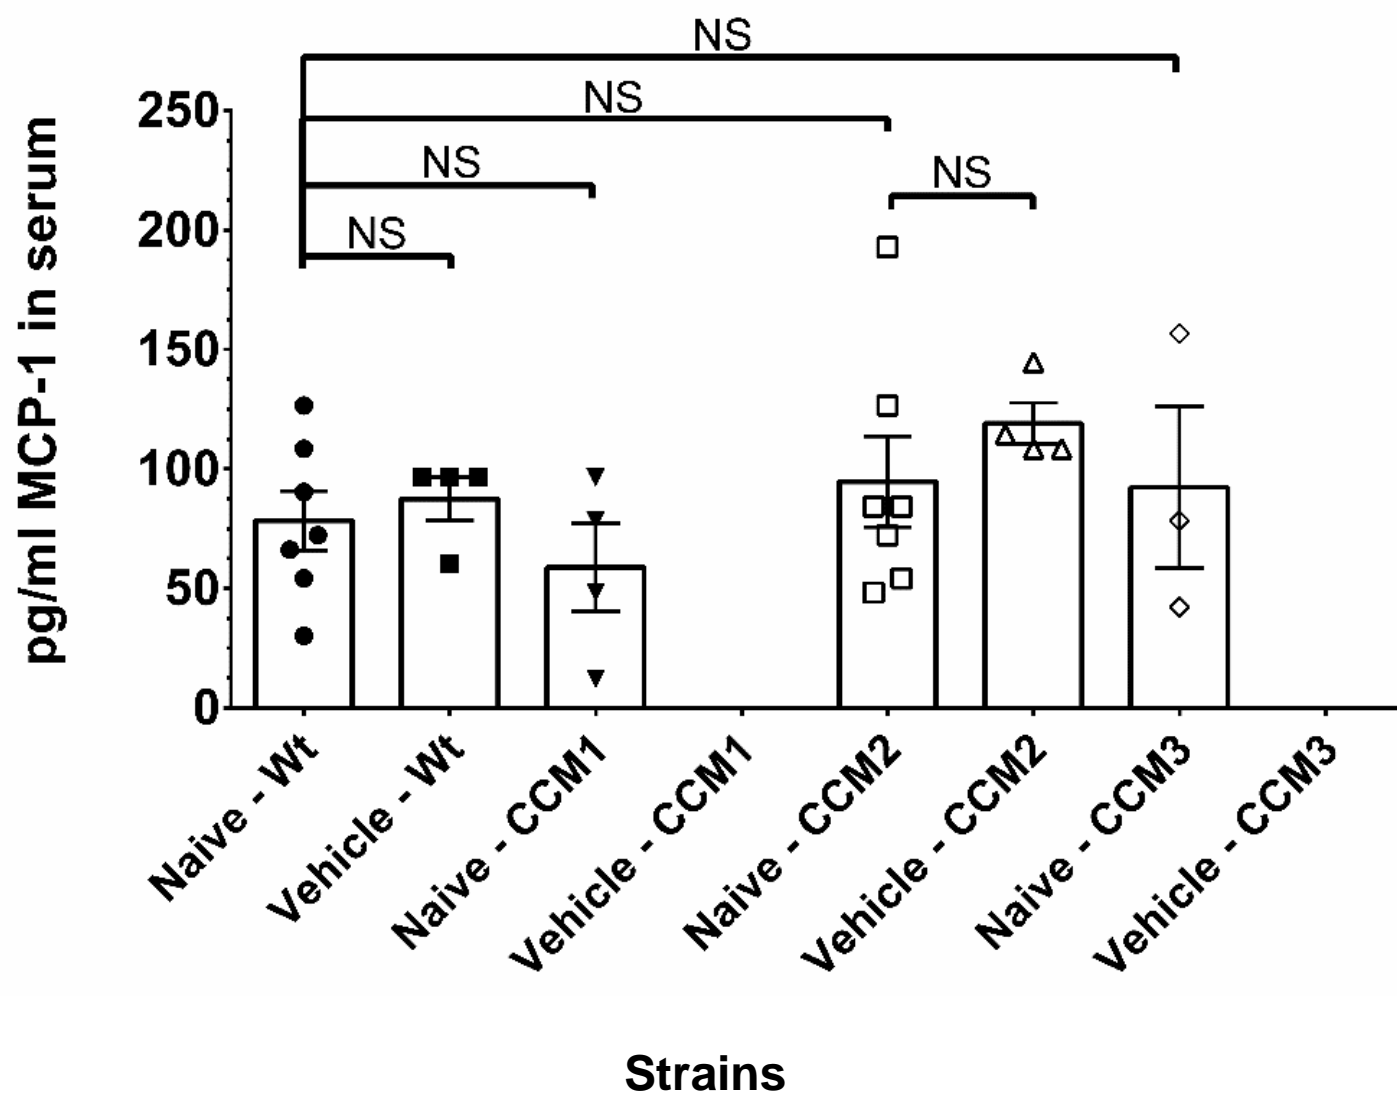 NS
NS
NS
NS
NS
pg/ml MCP-1 in serum
250
200
150
100
50
0
Naive - Wt
Vehicle - Wt
Naive - CCM1
Vehicle - CCM1
Naive - CCM2
Vehicle - CCM2
Naive - CCM3
Vehicle - CCM3
Strains